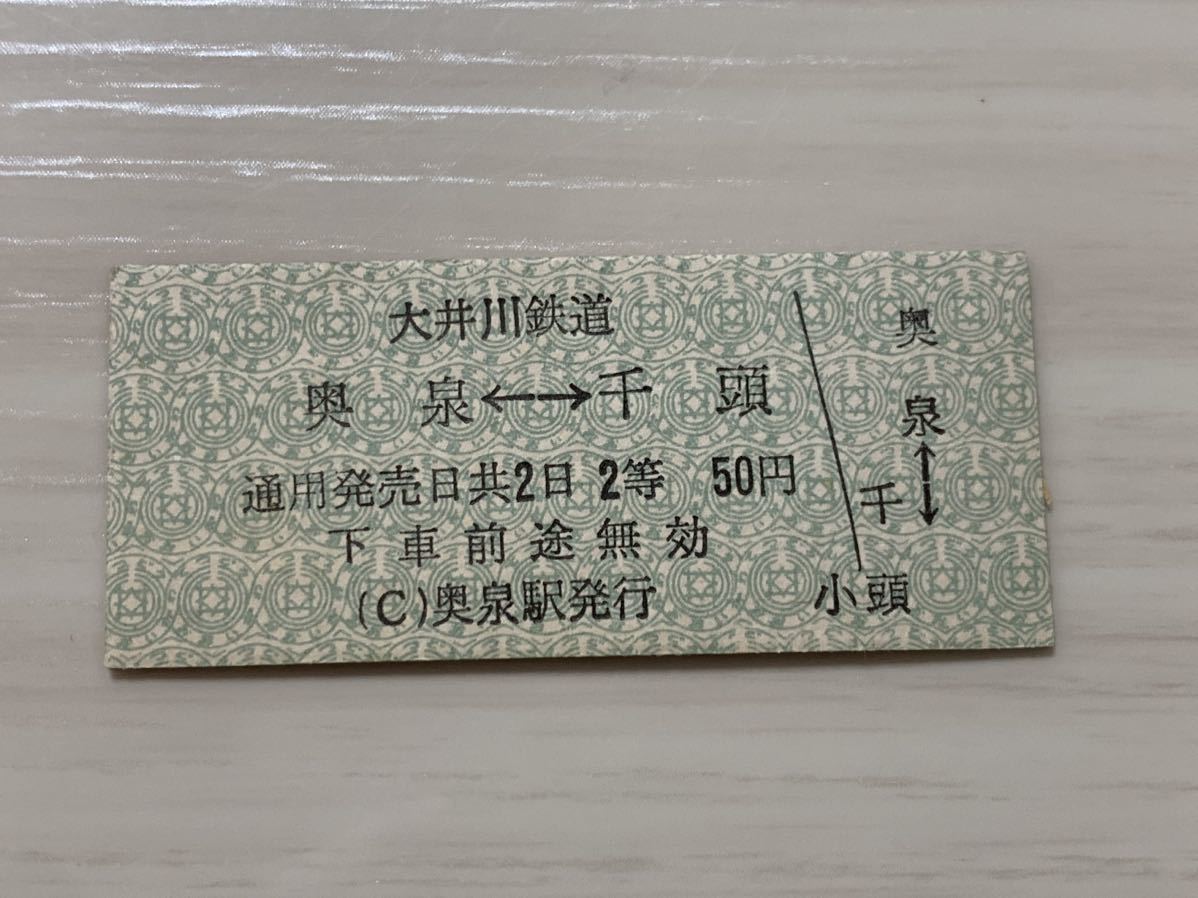 大井川鉄道
奥泉←→千頭
通用発売日共2日 2等 50円
下車前途無効
(C)奥泉駅発行
奥
泉
↕
千
小頭